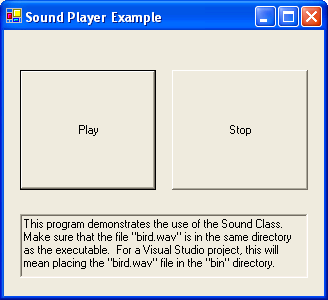 Sound Player Example
Play
Stop
This program demonstrates the use of the Sound Class.
Make sure that the file "bird.wav" is in the same directory
as the executable.  For a Visual Studio project, this will
mean placing the "bird.wav" file in the "bin" directory.